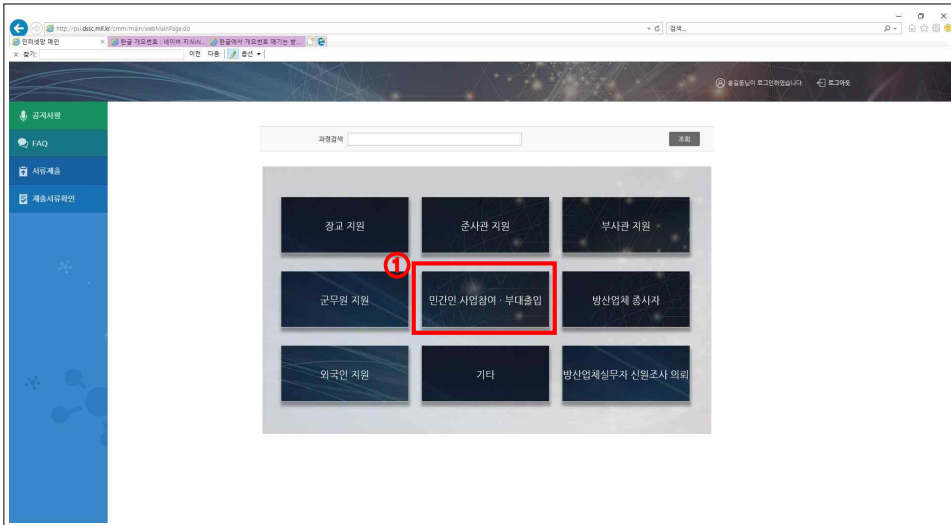 http://psi.dssc.mil.kr/cmm/main/webMainPage.do
검색...
인터넷망 메인
한글 개요번호 : 네이버 지식iN...
한글에서 개요번호 매기는 방...
찾기:
이전 다음 옵션
홍길동님이 로그인하였습니다. 로그아웃
공지사항
FAQ
서류제출
제출서류확인
과정검색
조회
장교 지원
준사관 지원
부사관 지원
①
군무원 지원
민간인 사업참여 · 부대출입
방산업체 종사자
외국인 지원
기타
방산업체실무자 신원조사 의뢰